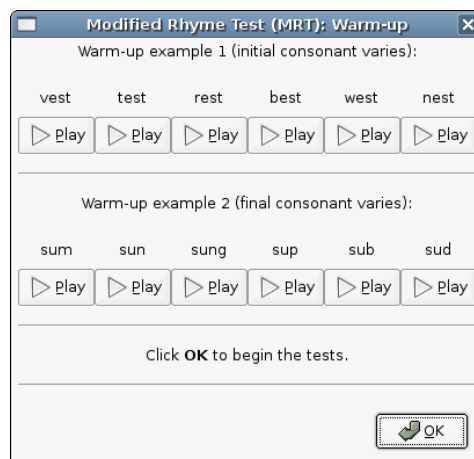 Modified Rhyme Test (MRT): Warm-up
Warm-up example 1 (initial consonant varies):
vest test rest best west nest
Play Play Play Play Play Play
Warm-up example 2 (final consonant varies):
sum sun sung sup sub sud
Play Play Play Play Play Play
Click OK to begin the tests.
OK